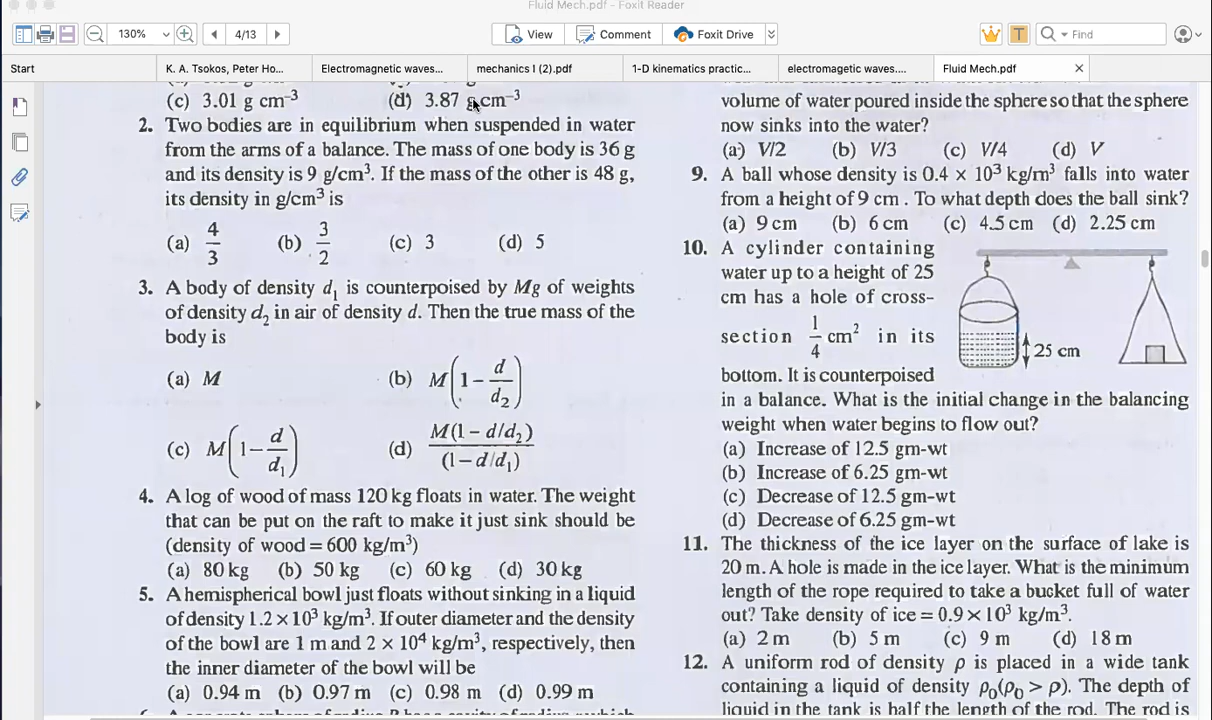 Fluid Mech.pdf - Foxit Reader
130%
4/13
View
Comment
Foxit Drive
T
Find
Start
K. A. Tsokos, Peter Ho...
Electromagnetic waves...
mechanics I (2).pdf
1-D kinematics practic...
electromagetic waves....
Fluid Mech.pdf
(c) 3.01 g cm⁻³ (d) 3.87 g cm⁻³
2. Two bodies are in equilibrium when suspended in water
from the arms of a balance. The mass of one body is 36 g
and its density is 9 g/cm³. If the mass of the other is 48 g,
its density in g/cm³ is
(a) 4/3 (b) 3/2 (c) 3 (d) 5
3. A body of density d₁ is counterpoised by Mg of weights
of density d₂ in air of density d. Then the true mass of the
body is
(a) M (b) M(1 − d/d₂)
(c) M(1 − d/d₁) (d) M(1 − d/d₂)/(1 − d/d₁)
4. A log of wood of mass 120 kg floats in water. The weight
that can be put on the raft to make it just sink should be
(density of wood = 600 kg/m³)
(a) 80 kg (b) 50 kg (c) 60 kg (d) 30 kg
5. A hemispherical bowl just floats without sinking in a liquid
of density 1.2 × 10³ kg/m³. If outer diameter and the density
of the bowl are 1 m and 2 × 10⁴ kg/m³, respectively, then
the inner diameter of the bowl will be
(a) 0.94 m (b) 0.97 m (c) 0.98 m (d) 0.99 m
volume of water poured inside the sphere so that the sphere
now sinks into the water?
(a) V/2 (b) V/3 (c) V/4 (d) V
9. A ball whose density is 0.4 × 10³ kg/m³ falls into water
from a height of 9 cm . To what depth does the ball sink?
(a) 9 cm (b) 6 cm (c) 4.5 cm (d) 2.25 cm
10. A cylinder containing
water up to a height of 25
cm has a hole of cross-
section 1/4 cm² in its
bottom. It is counterpoised
25 cm
in a balance. What is the initial change in the balancing
weight when water begins to flow out?
(a) Increase of 12.5 gm-wt
(b) Increase of 6.25 gm-wt
(c) Decrease of 12.5 gm-wt
(d) Decrease of 6.25 gm-wt
11. The thickness of the ice layer on the surface of lake is
20 m. A hole is made in the ice layer. What is the minimum
length of the rope required to take a bucket full of water
out? Take density of ice = 0.9 × 10³ kg/m³.
(a) 2 m (b) 5 m (c) 9 m (d) 18 m
12. A uniform rod of density ρ is placed in a wide tank
containing a liquid of density ρ₀(ρ₀ > ρ). The depth of
liquid in the tank is half the length of the rod. The rod is